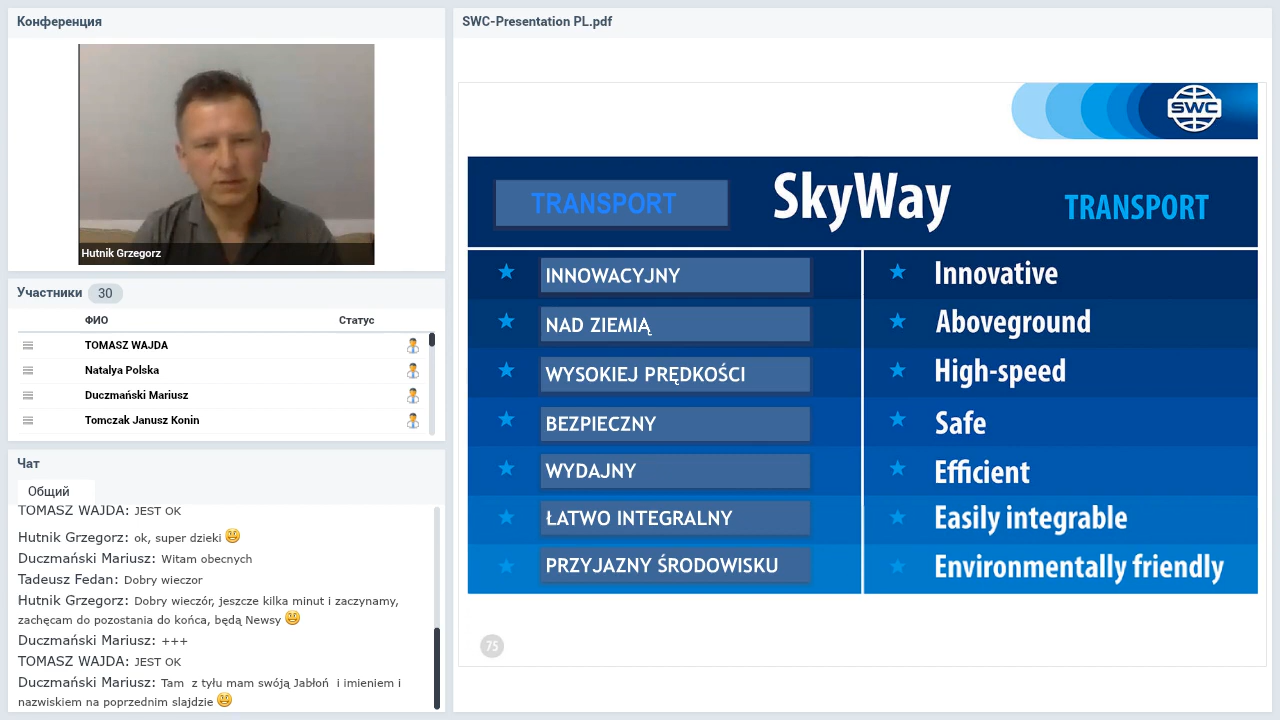 Конференция
Hutnik Grzegorz
Участники 30
ФИО Статус
TOMASZ WAJDA
Natalya Polska
Duczmański Mariusz
Tomczak Janusz Konin
Чат
Общий
TOMASZ WAJDA: JEST OK
Hutnik Grzegorz: ok, super dzieki
Duczmański Mariusz: Witam obecnych
Tadeusz Fedan: Dobry wieczor
Hutnik Grzegorz: Dobry wieczór, jeszcze kilka minut i zaczynamy,
zachęcam do pozostania do końca, będą Newsy
Duczmański Mariusz: +++
TOMASZ WAJDA: JEST OK
Duczmański Mariusz: Tam z tyłu mam swóją Jabłoń i imieniem i
nazwiskiem na poprzednim slajdzie
SWC-Presentation PL.pdf
SWC
TRANSPORT SkyWay TRANSPORT
INNOWACYJNY Innovative
NAD ZIEMIĄ Aboveground
WYSOKIEJ PRĘDKOŚCI High-speed
BEZPIECZNY Safe
WYDAJNY Efficient
ŁATWO INTEGRALNY Easily integrable
PRZYJAZNY ŚRODOWISKU Environmentally friendly
75